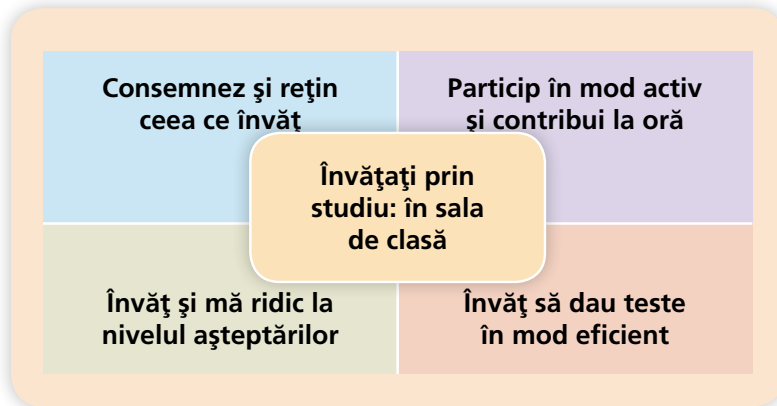 Consemnez şi reţin
ceea ce învăţ
Particip în mod activ
şi contribui la oră
Învăţaţi prin
studiu: în sala
de clasă
Învăţ şi mă ridic la
nivelul aşteptărilor
Învăţ să dau teste
în mod eficient